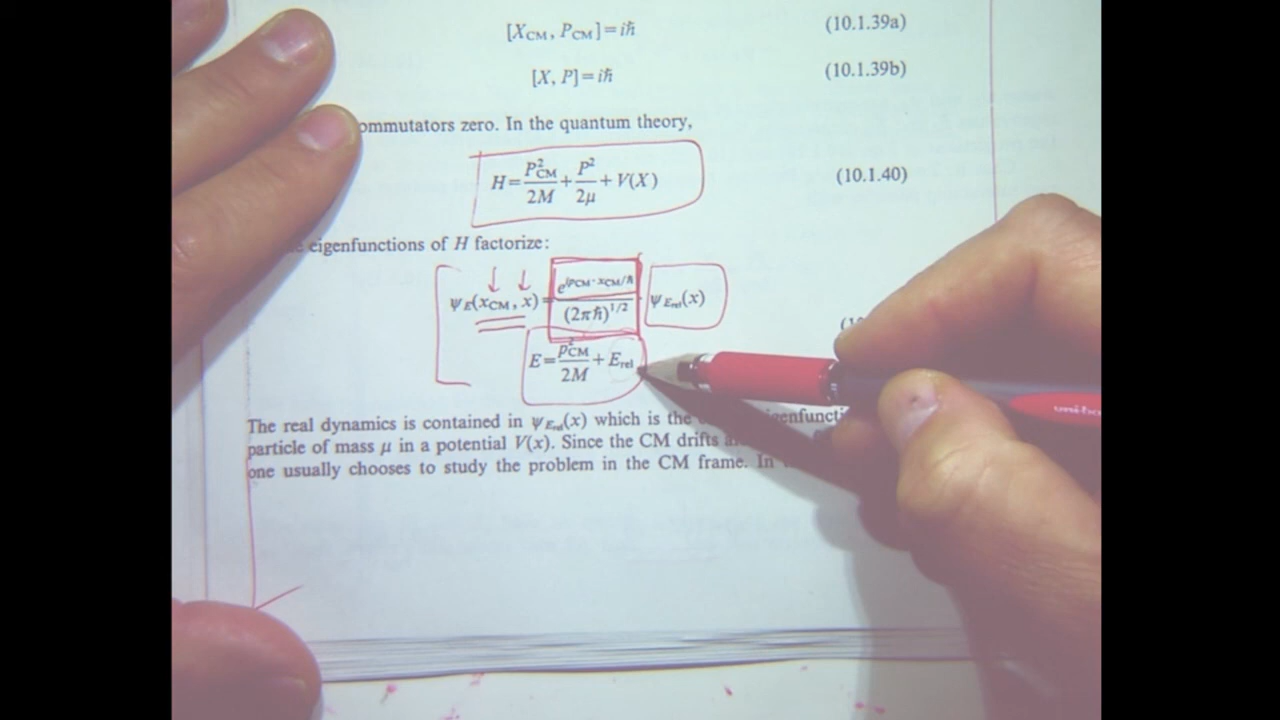 [X_CM, P_CM]=iħ (10.1.39a)
[X, P]=iħ (10.1.39b)
ommutators zero. In the quantum theory,
H = P²_CM/2M + P²/2μ + V(X) (10.1.40)
eigenfunctions of H factorize:
ψ_E(x_CM, x) = e^{ip_CM·x_CM/ħ}/(2πħ)^{1/2} · ψ_{E_rel}(x)
E = p²_CM/2M + E_rel
The real dynamics is contained in ψ_{E_rel}(x) which is the
particle of mass μ in a potential V(x). Since the CM drifts
one usually chooses to study the problem in the CM frame. In